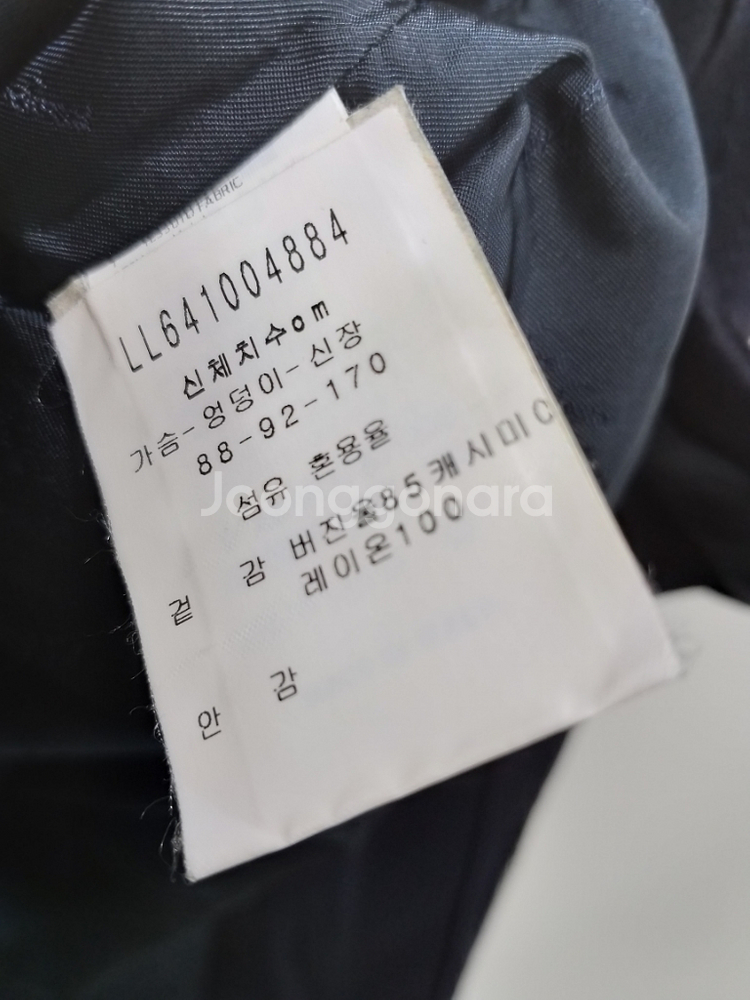 FABRIC
LL641004884
신체치수cm
가슴-엉덩이-신장
88-92-170
섬유 혼용율
겉 감 버진울85캐시미
레이온100
안 감
Joonggonara